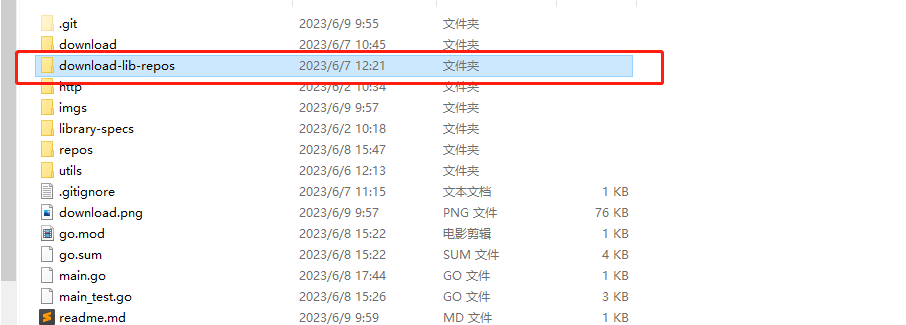 .git 2023/6/9 9:55 文件夹
download 2023/6/7 10:45 文件夹
download-lib-repos 2023/6/7 12:21 文件夹
http 2023/6/2 10:34 文件夹
imgs 2023/6/9 9:57 文件夹
library-specs 2023/6/2 10:18 文件夹
repos 2023/6/8 15:47 文件夹
utils 2023/6/6 12:13 文件夹
.gitignore 2023/6/7 11:15 文本文档 1 KB
download.png 2023/6/9 9:57 PNG 文件 76 KB
go.mod 2023/6/8 15:22 电影剪辑 1 KB
go.sum 2023/6/8 15:22 SUM 文件 4 KB
main.go 2023/6/8 17:44 GO 文件 1 KB
main_test.go 2023/6/8 15:26 GO 文件 3 KB
readme.md 2023/6/9 9:59 MD 文件 1 KB